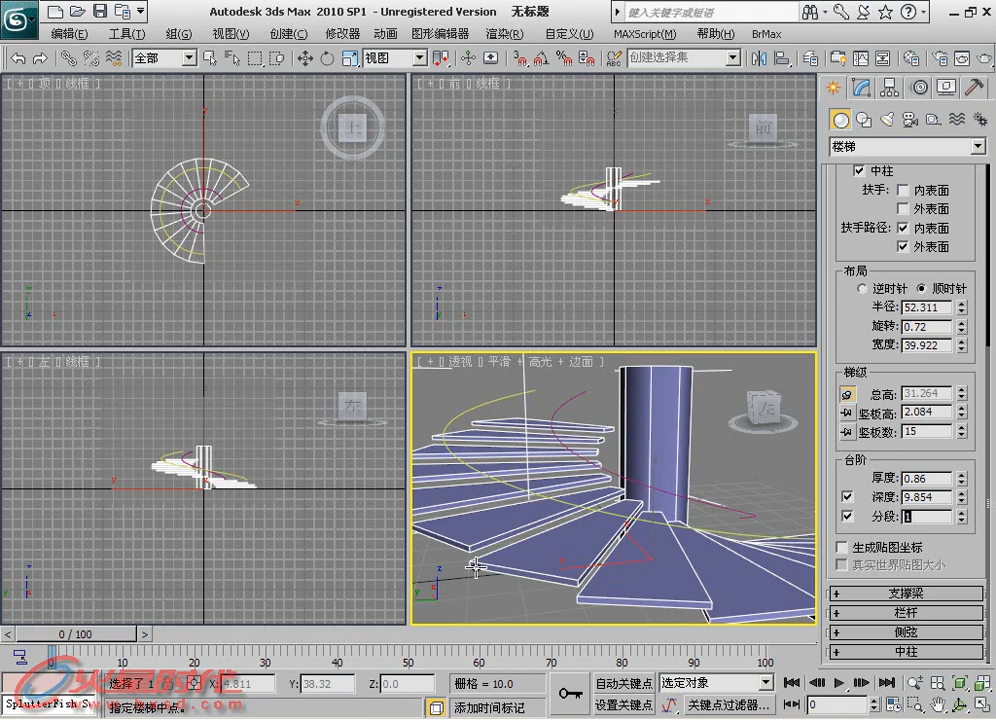 Autodesk 3ds Max 2010 SP1 - Unregistered Version 无标题
键入关键字或短语
编辑(E) 工具(T) 组(G) 视图(V) 创建(C) 修改器 动画 图形编辑器 渲染(R) 自定义(U) MAXScript(M) 帮助(H) BrMax
全部 视图 创建选择集
[ + ] 顶 ] 线框 ]
[ + ] 前 ] 线框 ]
上
前
楼梯
中柱
扶手: 内表面
外表面
扶手路径: 内表面
外表面
布局
逆时针 顺时针
半径: 52.311
旋转: 0.72
宽度: 39.922
[ + ] 左 ] 线框 ]
[ + ] 透视 ] 平滑 + 高光 + 边面 ]
左
左
梯级
总高: 31.264
竖板高: 2.084
竖板数: 15
台阶
厚度: 0.86
深度: 9.854
分段: 1
生成贴图坐标
真实世界贴图大小
+ 支撑梁
+ 栏杆
+ 侧弦
+ 中柱
< 0 / 100 >
0 10 20 30 40 50 60 70 80 90 100
火星时代
www.hxsd.com
选择了 1 X: 4.811 Y: 38.32 Z: 0.0 栅格 = 10.0 自动关键点 选定对象
SplutterFish Sv 指定楼梯中点。 添加时间标记 设置关键点 关键点过滤器... 0